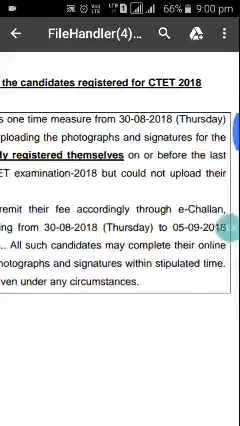 66% 9:00 pm
FileHandler(4)...
the candidates registered for CTET 2018
s one time measure from 30-08-2018 (Thursday)
ploading the photographs and signatures for the
ly registered themselves on or before the last
ET examination-2018 but could not upload their
remit their fee accordingly through e-Challan,
ing from 30-08-2018 (Thursday) to 05-09-2018
.. All such candidates may complete their online
hotographs and signatures within stipulated time.
ven under any circumstances.